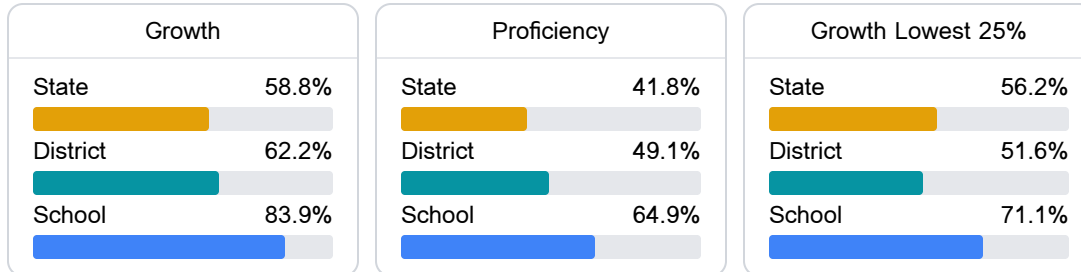 Growth
State 58.8%
District 62.2%
School 83.9%
Proficiency
State 41.8%
District 49.1%
School 64.9%
Growth Lowest 25%
State 56.2%
District 51.6%
School 71.1%